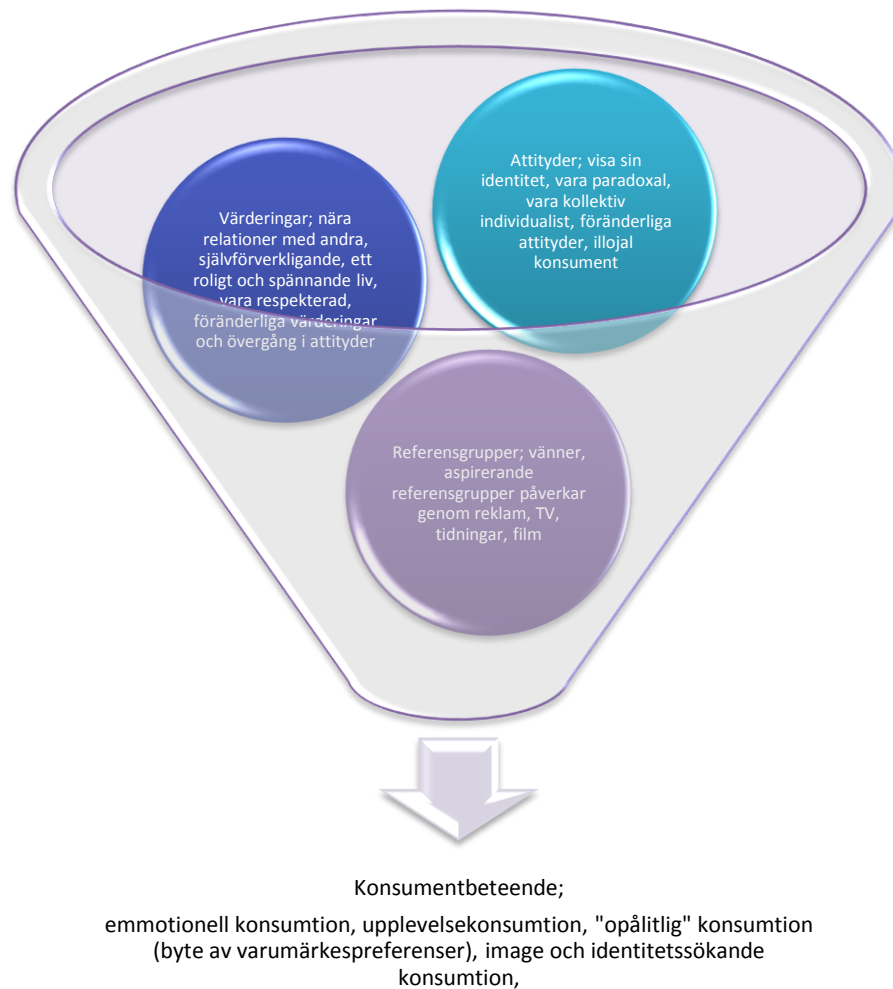 Värderingar; nära
relationer med andra,
självförverkligande, ett
roligt och spännande liv,
vara respekterad,
föränderliga värderingar
och övergång i attityder
Attityder; visa sin
identitet, vara paradoxal,
vara kollektiv
individualist, föränderliga
attityder, illojal
konsument
Referensgrupper; vänner,
aspirerande
referensgrupper påverkar
genom reklam, TV,
tidningar, film
Konsumentbeteende;
emmotionell konsumtion, upplevelsekonsumtion, "opålitlig" konsumtion
(byte av varumärkespreferenser), image och identitetssökande
konsumtion,